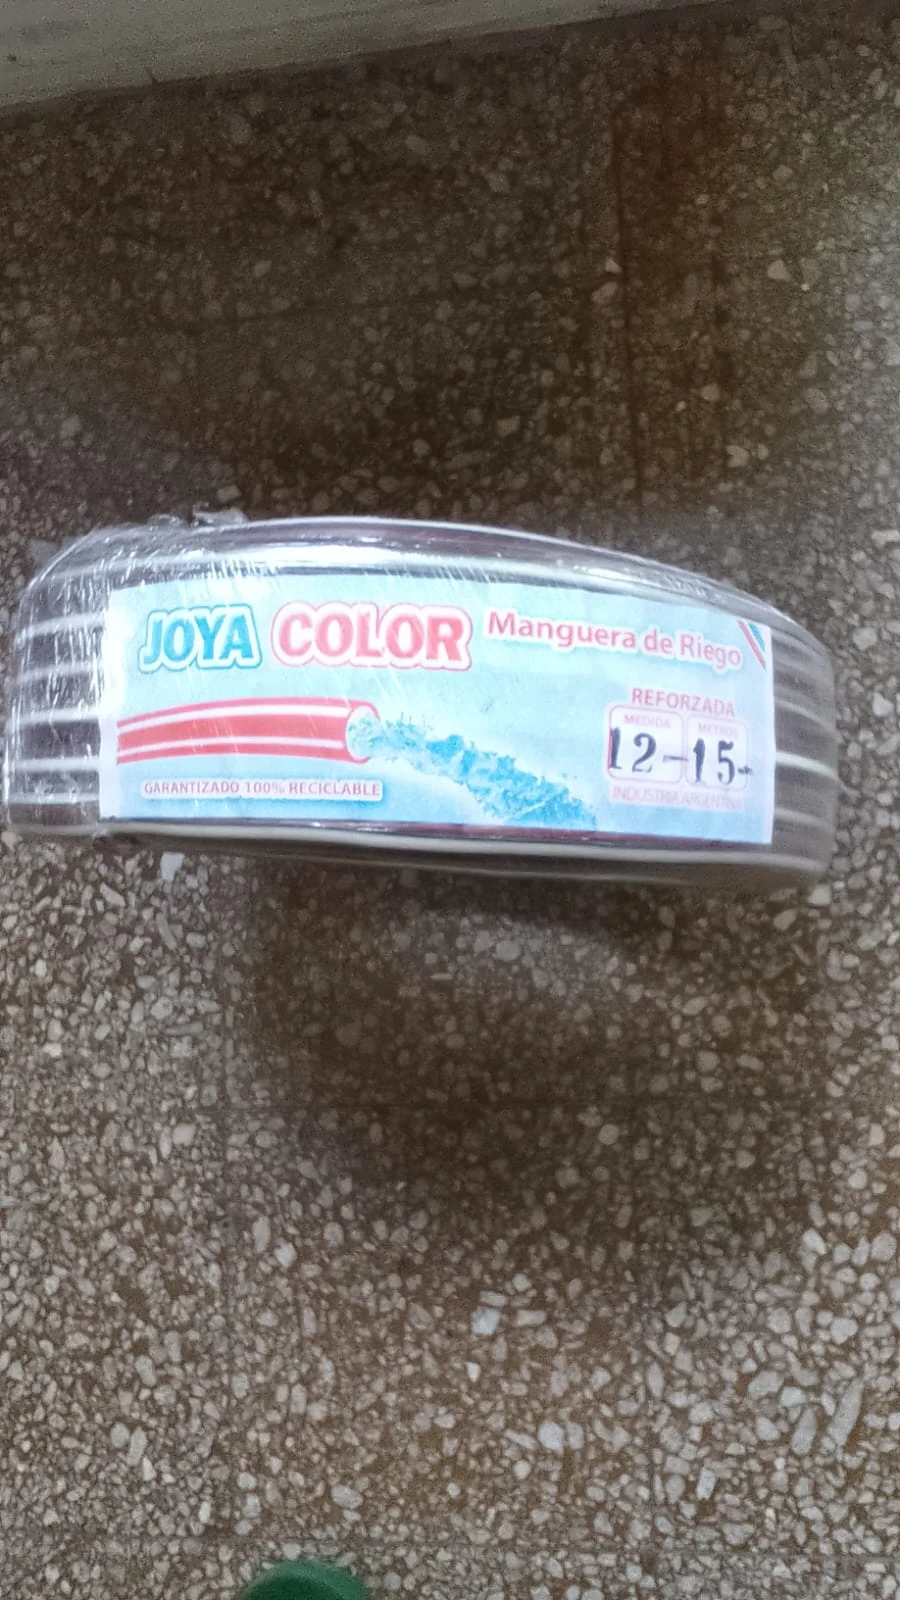 JOYA COLOR Manguera de Riego
REFORZADA
MEDIDA METROS
12-15-
GARANTIZADO 100% RECICLABLE
INDUSTRIA ARGENTINA